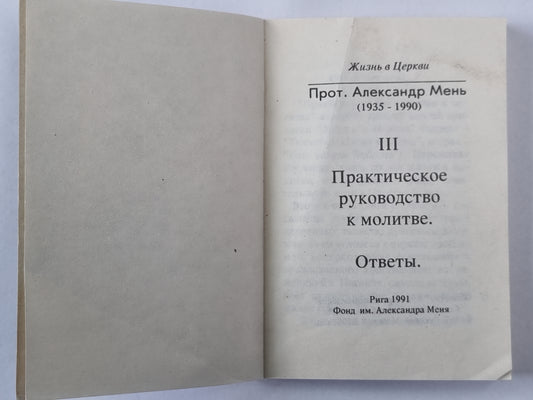 Жизнь в Церкви
Прот. Александр Мень
(1935 - 1990)
III
Практическое
руководство
к молитве.
Ответы.
Рига 1991
Фонд им. Александра Меня